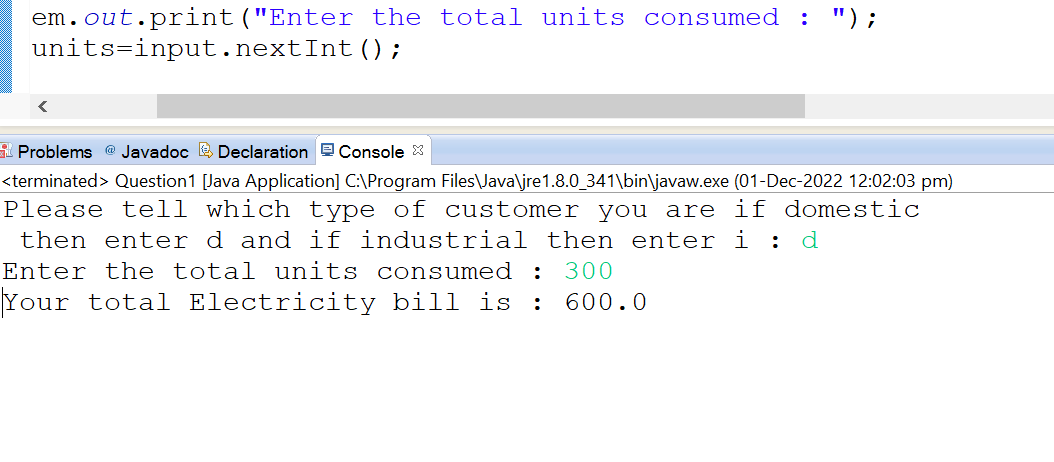 em.out.print("Enter the total units consumed : ");
units=input.nextInt();
Problems @ Javadoc Declaration Console
<terminated> Question1 [Java Application] C:\Program Files\Java\jre1.8.0_341\bin\javaw.exe (01-Dec-2022 12:02:03 pm)
Please tell which type of customer you are if domestic
 then enter d and if industrial then enter i : d
Enter the total units consumed : 300
Your total Electricity bill is : 600.0